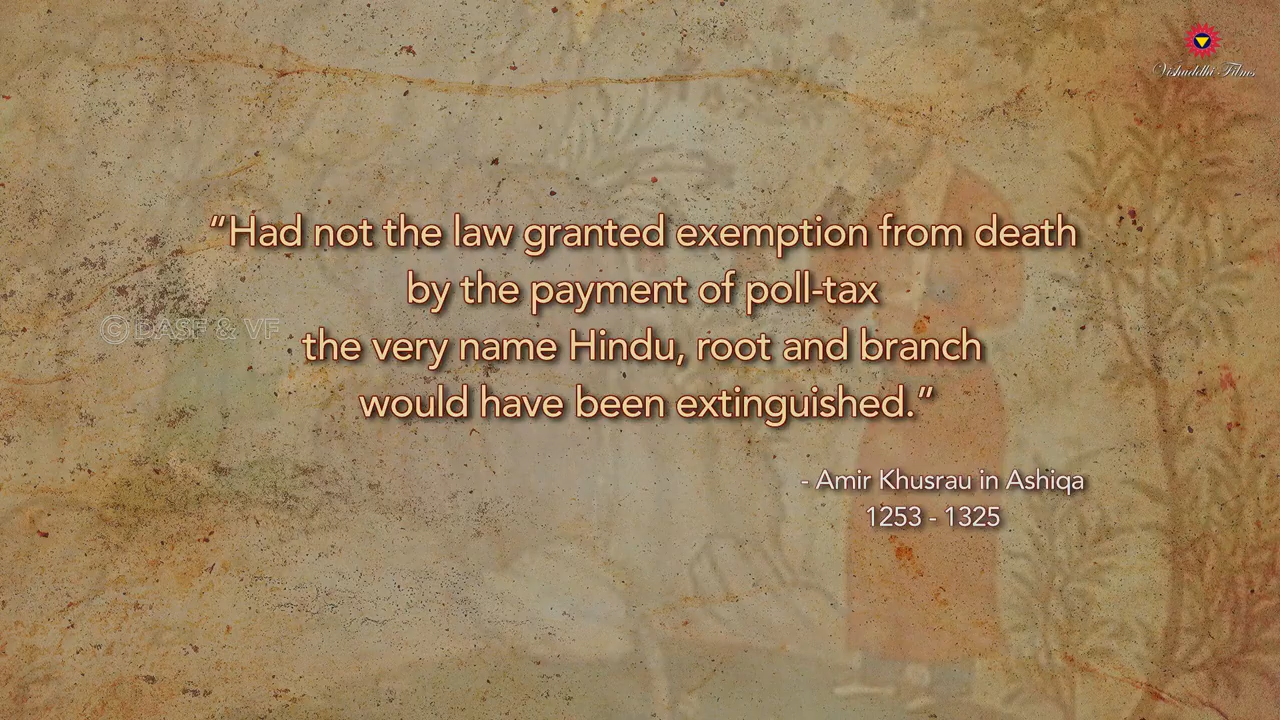 Vishuddhi Films
“Had not the law granted exemption from death
by the payment of poll-tax
© DASF & VF
the very name Hindu, root and branch
would have been extinguished.”
- Amir Khusrau in Ashiqa
1253 - 1325